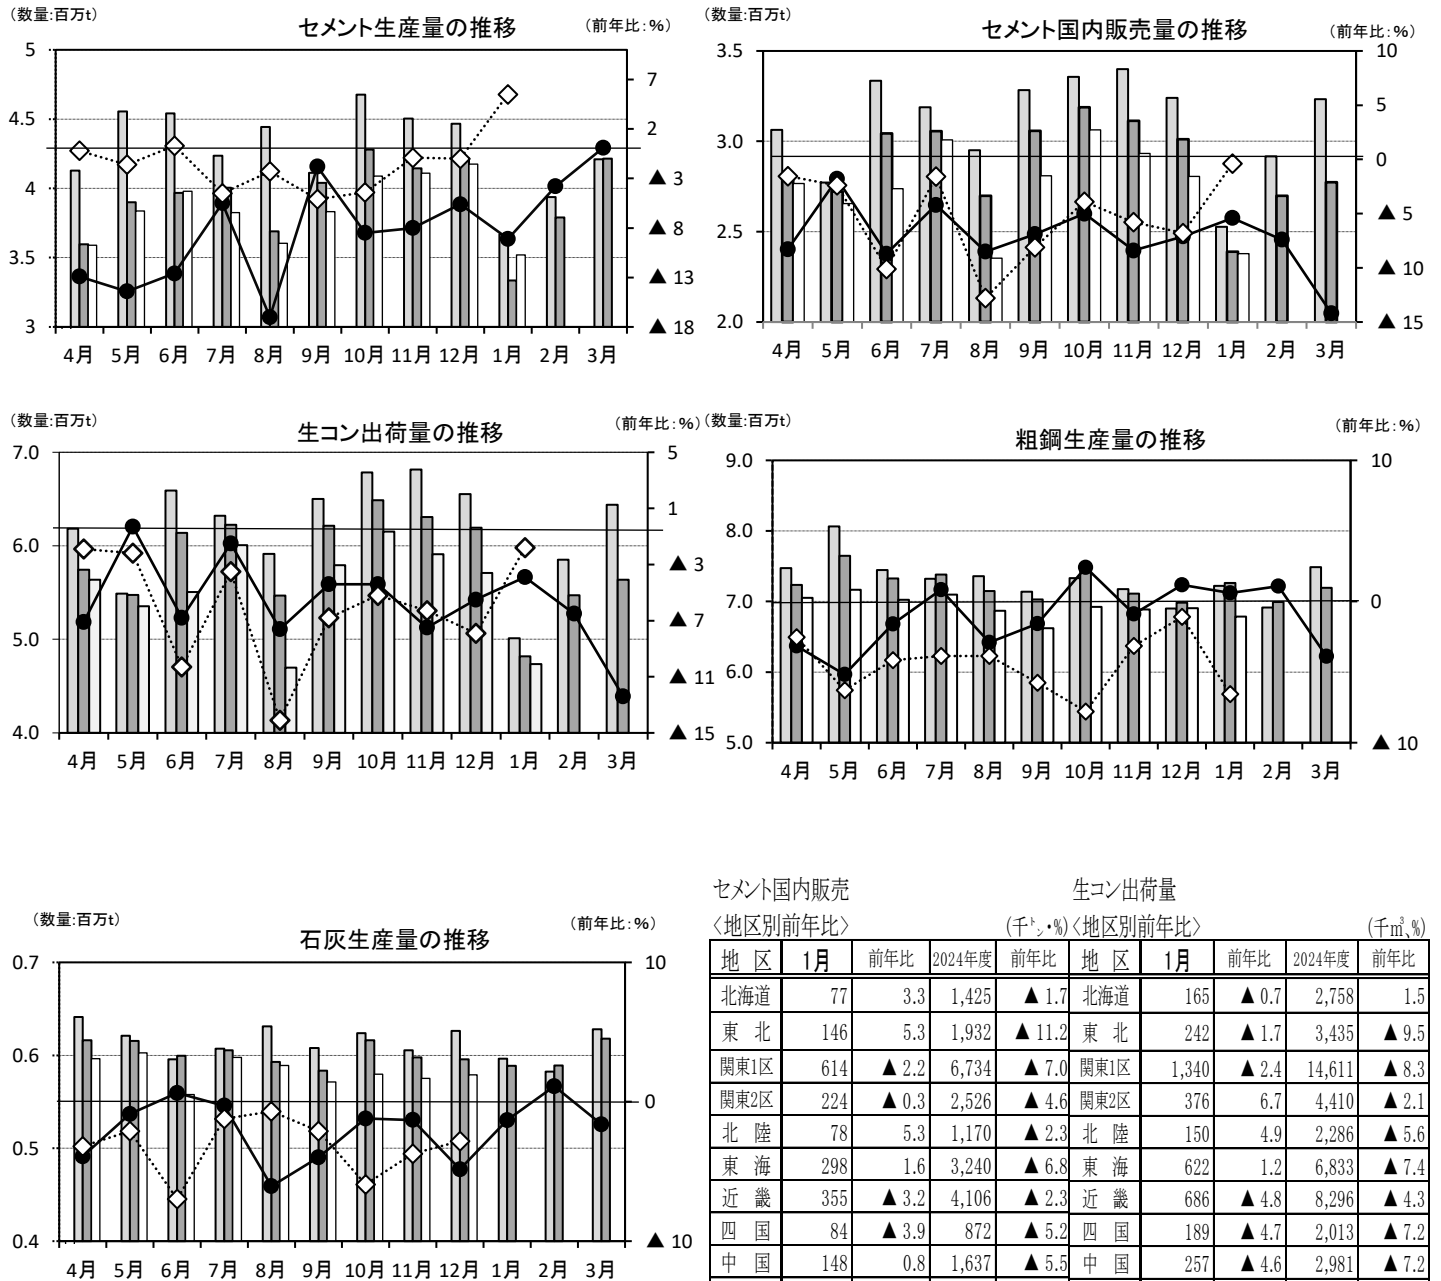 （数量:百万t）
セメント生産量の推移
（前年比：％）
5
4.5
4
3.5
3
7
2
▲ 3
▲ 8
▲ 13
▲ 18
4月 5月 6月 7月 8月 9月 10月 11月 12月 1月 2月 3月
（数量:百万t）
セメント国内販売量の推移
（前年比：％）
3.5
3.0
2.5
2.0
10
5
0
▲ 5
▲ 10
▲ 15
4月 5月 6月 7月 8月 9月 10月 11月 12月 1月 2月 3月
（数量:百万t）
生コン出荷量の推移
（前年比：％）
7.0
6.0
5.0
4.0
5
1
▲ 3
▲ 7
▲ 11
▲ 15
4月 5月 6月 7月 8月 9月 10月 11月 12月 1月 2月 3月
（数量:百万t）
粗鋼生産量の推移
（前年比：％）
9.0
8.0
7.0
6.0
5.0
10
0
▲ 10
4月 5月 6月 7月 8月 9月 10月 11月 12月 1月 2月 3月
（数量:百万t）
石灰生産量の推移
（前年比：％）
0.7
0.6
0.5
0.4
10
0
▲ 10
4月 5月 6月 7月 8月 9月 10月 11月 12月 1月 2月 3月
セメント国内販売
〈地区別前年比〉 (千㌧・%)
地 区 1月 前年比 2024年度 前年比
北海道 77 3.3 1,425 ▲ 1.7
東 北 146 5.3 1,932 ▲ 11.2
関東1区 614 ▲ 2.2 6,734 ▲ 7.0
関東2区 224 ▲ 0.3 2,526 ▲ 4.6
北 陸 78 5.3 1,170 ▲ 2.3
東 海 298 1.6 3,240 ▲ 6.8
近 畿 355 ▲ 3.2 4,106 ▲ 2.3
四 国 84 ▲ 3.9 872 ▲ 5.2
中 国 148 0.8 1,637 ▲ 5.5
生コン出荷量
〈地区別前年比〉 (千㎥、%)
地 区 1月 前年比 2024年度 前年比
北海道 165 ▲ 0.7 2,758 1.5
東 北 242 ▲ 1.7 3,435 ▲ 9.5
関東1区 1,340 ▲ 2.4 14,611 ▲ 8.3
関東2区 376 6.7 4,410 ▲ 2.1
北 陸 150 4.9 2,286 ▲ 5.6
東 海 622 1.2 6,833 ▲ 7.4
近 畿 686 ▲ 4.8 8,296 ▲ 4.3
四 国 189 ▲ 4.7 2,013 ▲ 7.2
中 国 257 ▲ 4.6 2,981 ▲ 7.2